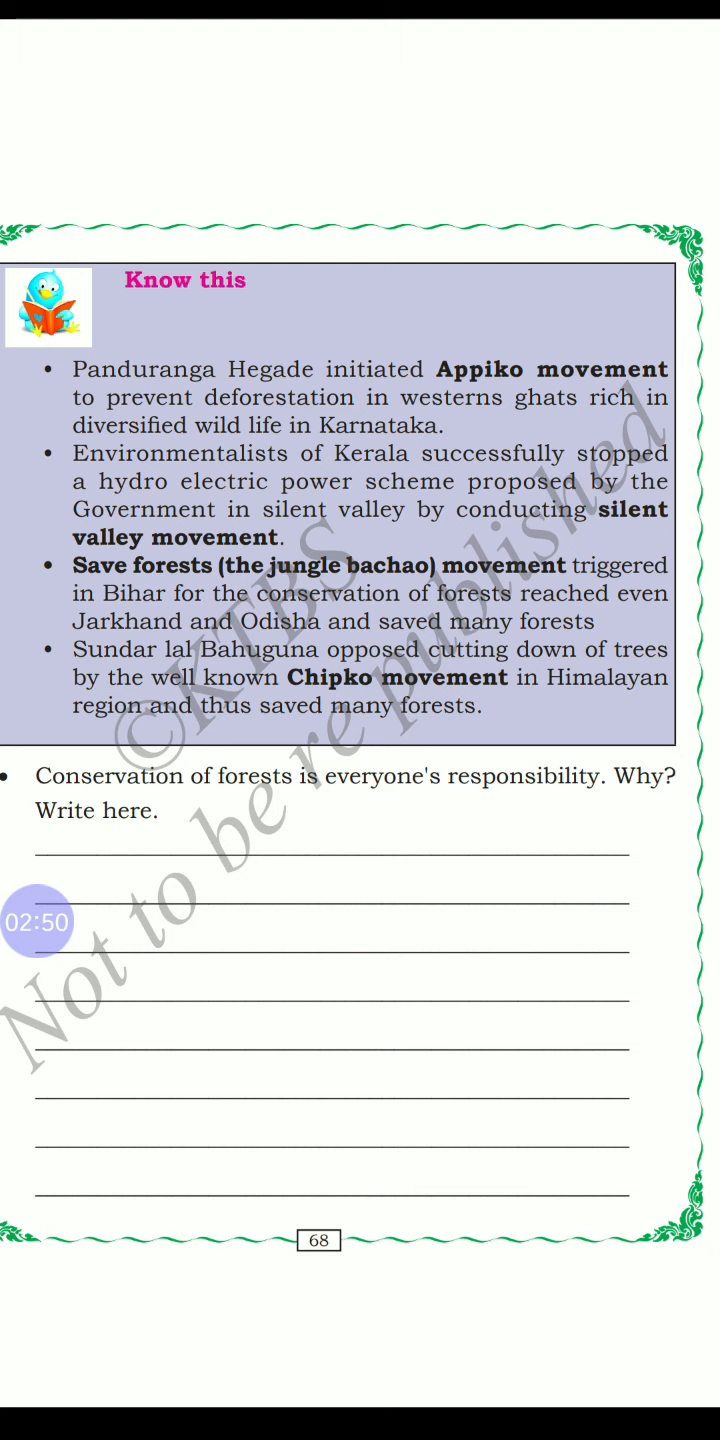 Know this
• Panduranga Hegade initiated Appiko movement
to prevent deforestation in westerns ghats rich in
diversified wild life in Karnataka.
• Environmentalists of Kerala successfully stopped
a hydro electric power scheme proposed by the
Government in silent valley by conducting silent
valley movement.
• Save forests (the jungle bachao) movement triggered
in Bihar for the conservation of forests reached even
Jarkhand and Odisha and saved many forests
• Sundar lal Bahuguna opposed cutting down of trees
by the well known Chipko movement in Himalayan
region and thus saved many forests.
• Conservation of forests is everyone's responsibility. Why?
Write here.
02:50
68
©KTBS
Not to be re published